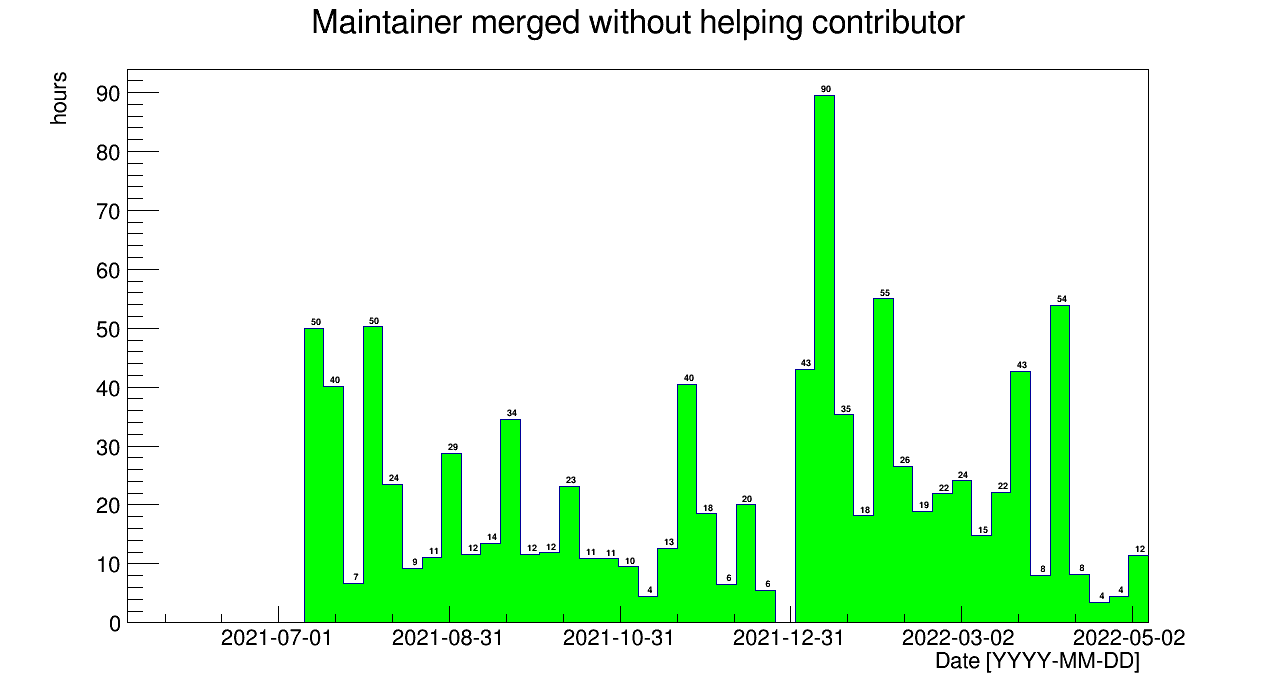 Maintainer merged without helping contributor
hours
90
80
70
60
50
40
30
20
10
0
50 40 7 50 24 9 11 29 12 14 34 12 12 23 11 11 10 4 13 40 18 6 20 6 43 90 35 18 55 26 19 22 24 15 22 43 8 54 8 4 4 12
2021-07-01 2021-08-31 2021-10-31 2021-12-31 2022-03-02 2022-05-02
Date [YYYY-MM-DD]